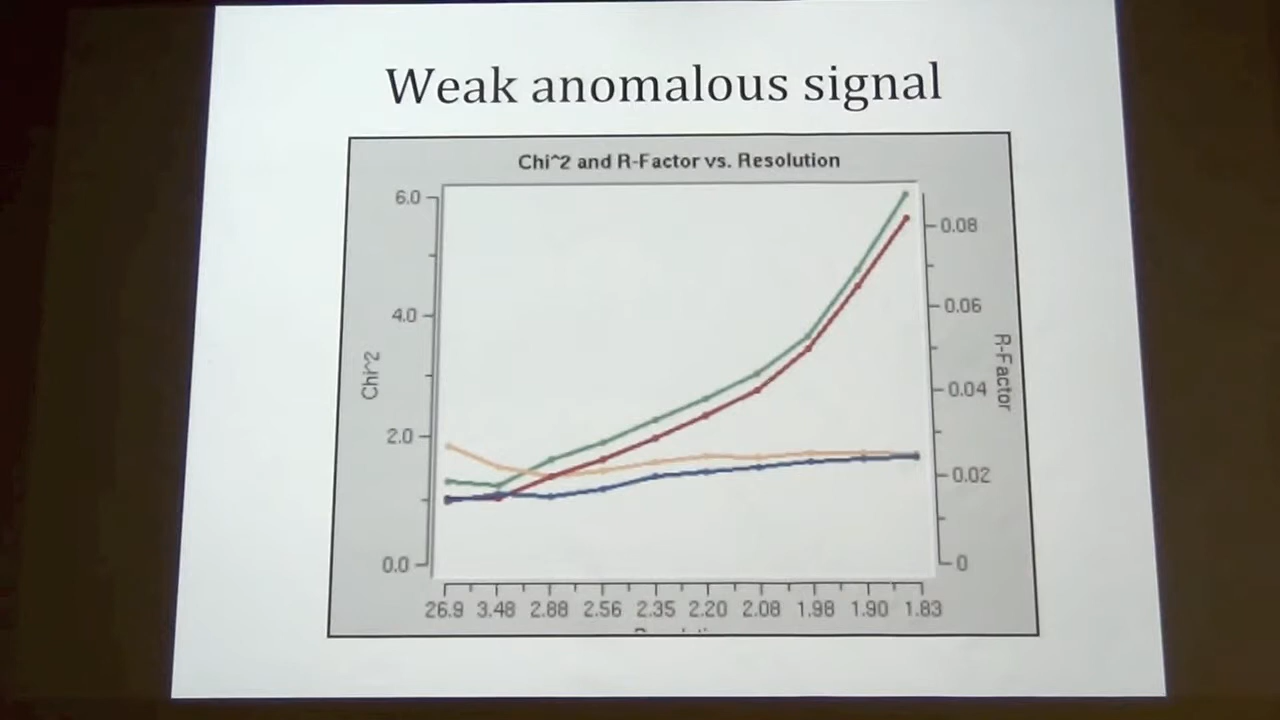 Weak anomalous signal
Chi^2 and R-Factor vs. Resolution
6.0
4.0
2.0
0.0
Chi^2
0.08
0.06
0.04
0.02
0
R-Factor
26.9 3.48 2.88 2.56 2.35 2.20 2.08 1.98 1.90 1.83